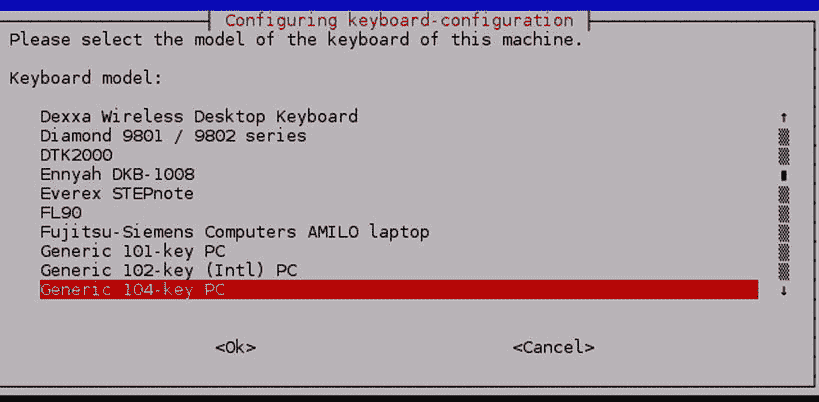 Configuring keyboard-configuration
Please select the model of the keyboard of this machine.
Keyboard model:
Dexxa Wireless Desktop Keyboard
Diamond 9801 / 9802 series
DTK2000
Ennyah DKB-1008
Everex STEPnote
FL90
Fujitsu-Siemens Computers AMILO laptop
Generic 101-key PC
Generic 102-key (Intl) PC
Generic 104-key PC
<Ok> <Cancel>